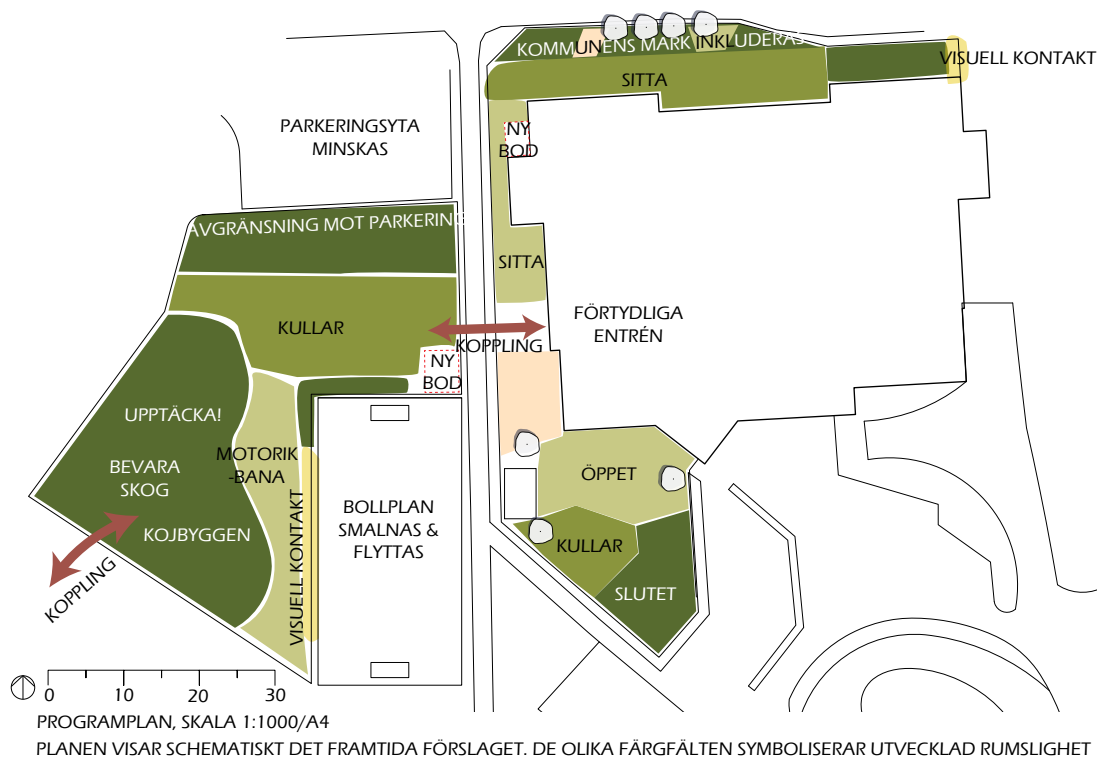 KOMMUNENS MARK INKLUDERAS
VISUELL KONTAKT
SITTA
PARKERINGSYTA
MINSKAS
NY
BOD
AVGRÄNSNING MOT PARKERING
SITTA
KULLAR
FÖRTYDLIGA
ENTRÉN
KOPPLING
NY
BOD
UPPTÄCKA!
MOTORIK
-BANA
BEVARA
SKOG
KOJBYGGEN
ÖPPET
BOLLPLAN
SMALNAS &
FLYTTAS
VISUELL KONTAKT
KULLAR
SLUTET
KOPPLING
0 10 20 30
PROGRAMPLAN, SKALA 1:1000/A4
PLANEN VISAR SCHEMATISKT DET FRAMTIDA FÖRSLAGET. DE OLIKA FÄRGFÄLTEN SYMBOLISERAR UTVECKLAD RUMSLIGHET